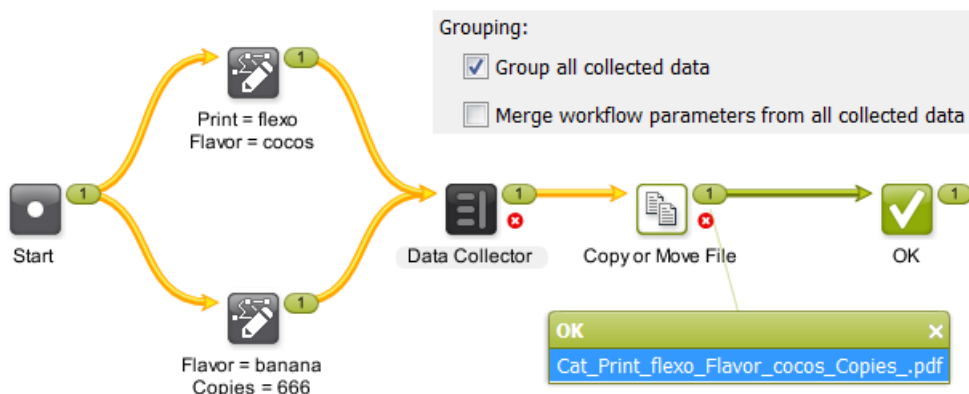 Grouping:
Group all collected data
Merge workflow parameters from all collected data
1
Print = flexo
Flavor = cocos
1
1
1
1
Start
Data Collector
Copy or Move File
OK
1
Flavor = banana
Copies = 666
OK
Cat_Print_flexo_Flavor_cocos_Copies_.pdf